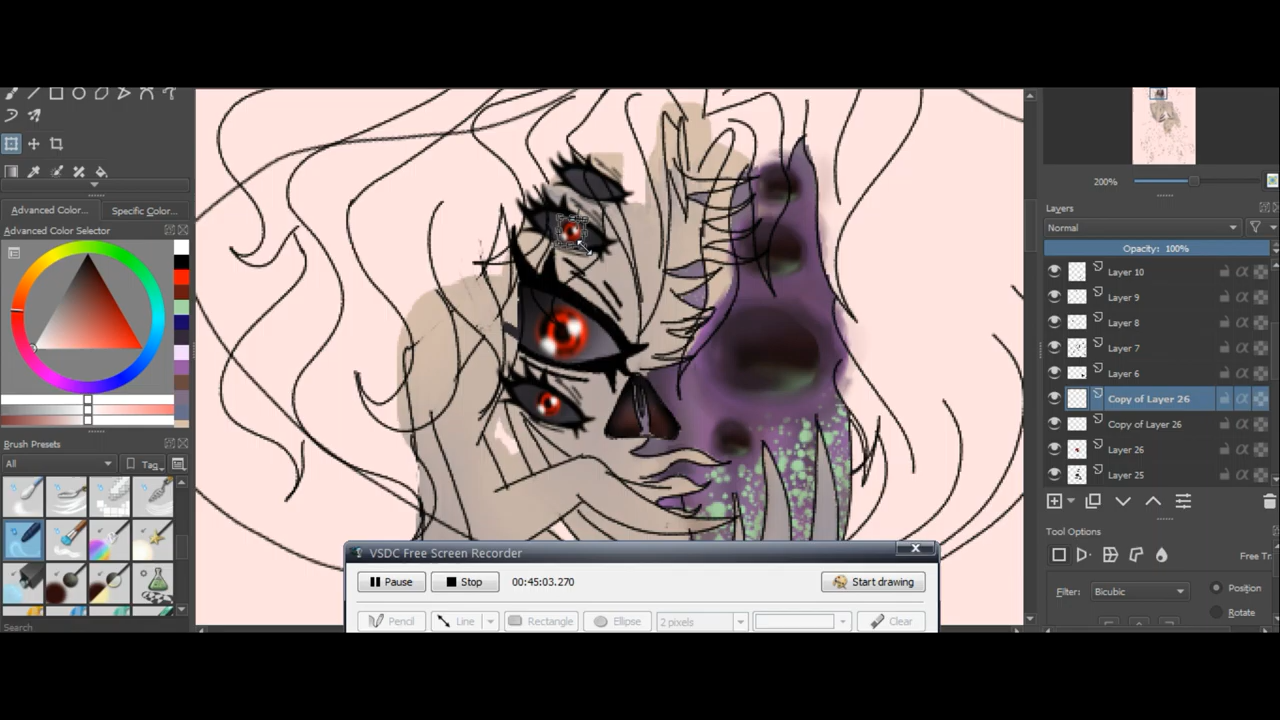 200%
Advanced Color...
Specific Color...
Advanced Color Selector
Layers
Normal
Opacity: 100%
Layer 10
Layer 9
Layer 8
Layer 7
Layer 6
Copy of Layer 26
Copy of Layer 26
Layer 26
Layer 25
Brush Presets
All
Tag
Tool Options
Free Tr
Filter:
Bicubic
Position
Rotate
Search
VSDC Free Screen Recorder
Pause
Stop
00:45:03.270
Start drawing
Pencil
Line
Rectangle
Ellipse
2 pixels
Clear